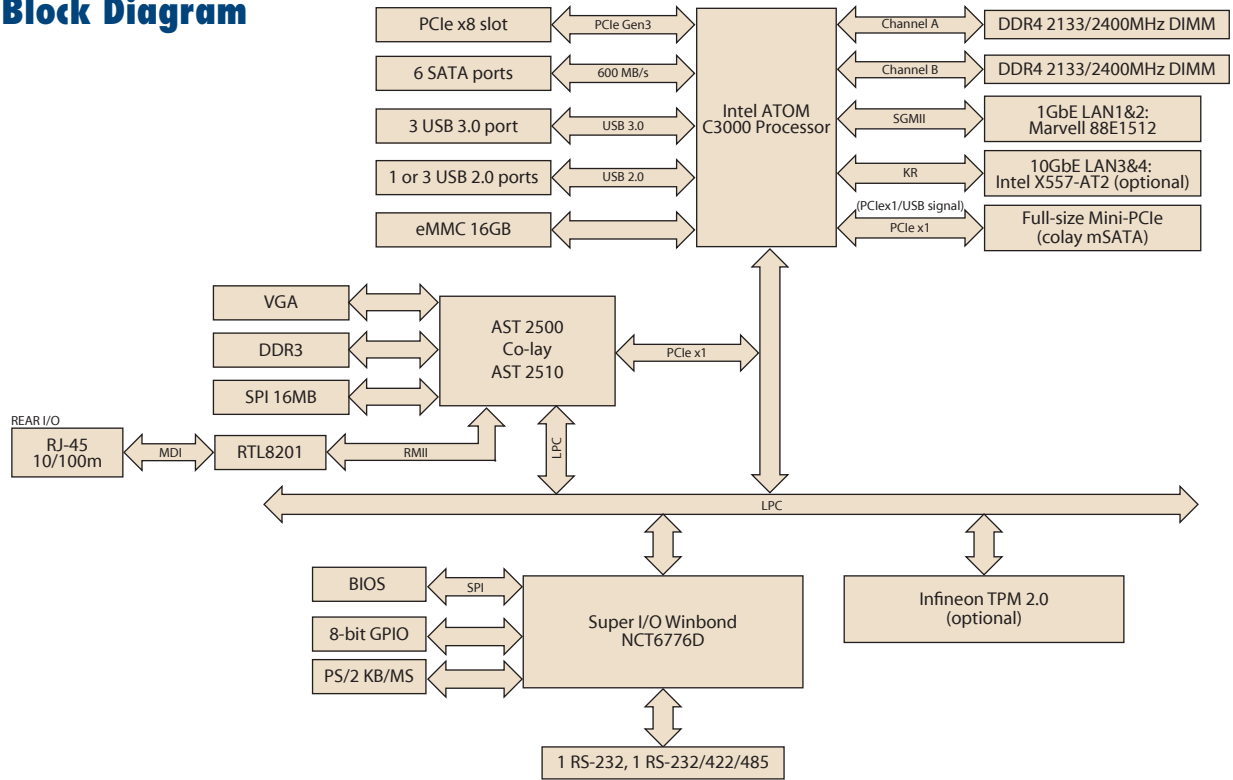 Block Diagram
PCIe x8 slot
PCIe Gen3
Channel A
DDR4 2133/2400MHz DIMM
6 SATA ports
600 MB/s
Channel B
DDR4 2133/2400MHz DIMM
Intel ATOM
C3000 Processor
3 USB 3.0 port
USB 3.0
SGMII
1GbE LAN1&2:
Marvell 88E1512
1 or 3 USB 2.0 ports
USB 2.0
KR
10GbE LAN3&4:
Intel X557-AT2 (optional)
eMMC 16GB
(PCIex1/USB signal)
PCIe x1
Full-size Mini-PCIe
(colay mSATA)
VGA
DDR3
SPI 16MB
AST 2500
Co-lay
AST 2510
PCIe x1
REAR I/O
RJ-45
10/100m
MDI
RTL8201
RMII
LPC
LPC
BIOS
SPI
8-bit GPIO
PS/2 KB/MS
Super I/O Winbond
NCT6776D
Infineon TPM 2.0
(optional)
1 RS-232, 1 RS-232/422/485